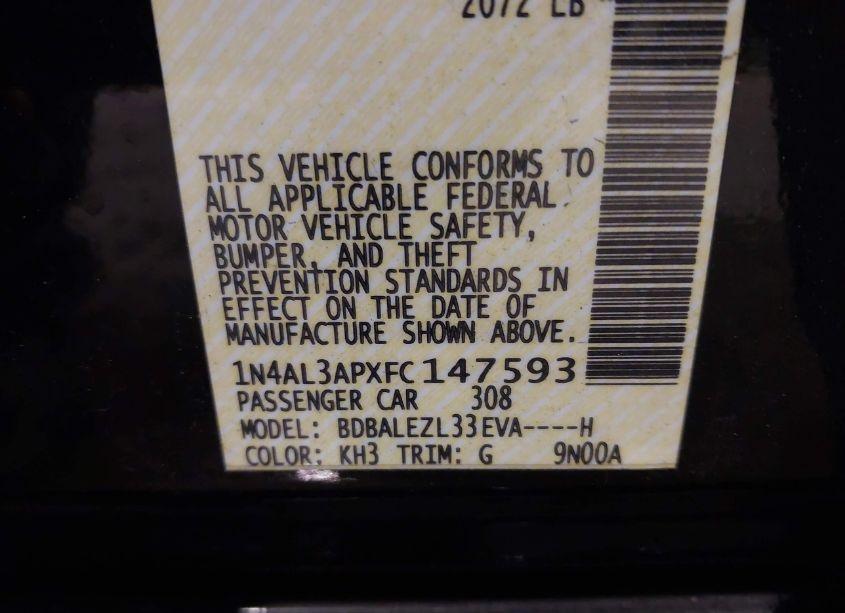 2072 LB
THIS VEHICLE CONFORMS TO
ALL APPLICABLE FEDERAL
MOTOR VEHICLE SAFETY,
BUMPER, AND THEFT
PREVENTION STANDARDS IN
EFFECT ON THE DATE OF
MANUFACTURE SHOWN ABOVE.
1N4AL3APXFC147593
PASSENGER CAR 308
MODEL: BDBALEZL33EVA----H
COLOR: KH3 TRIM: G 9N00A